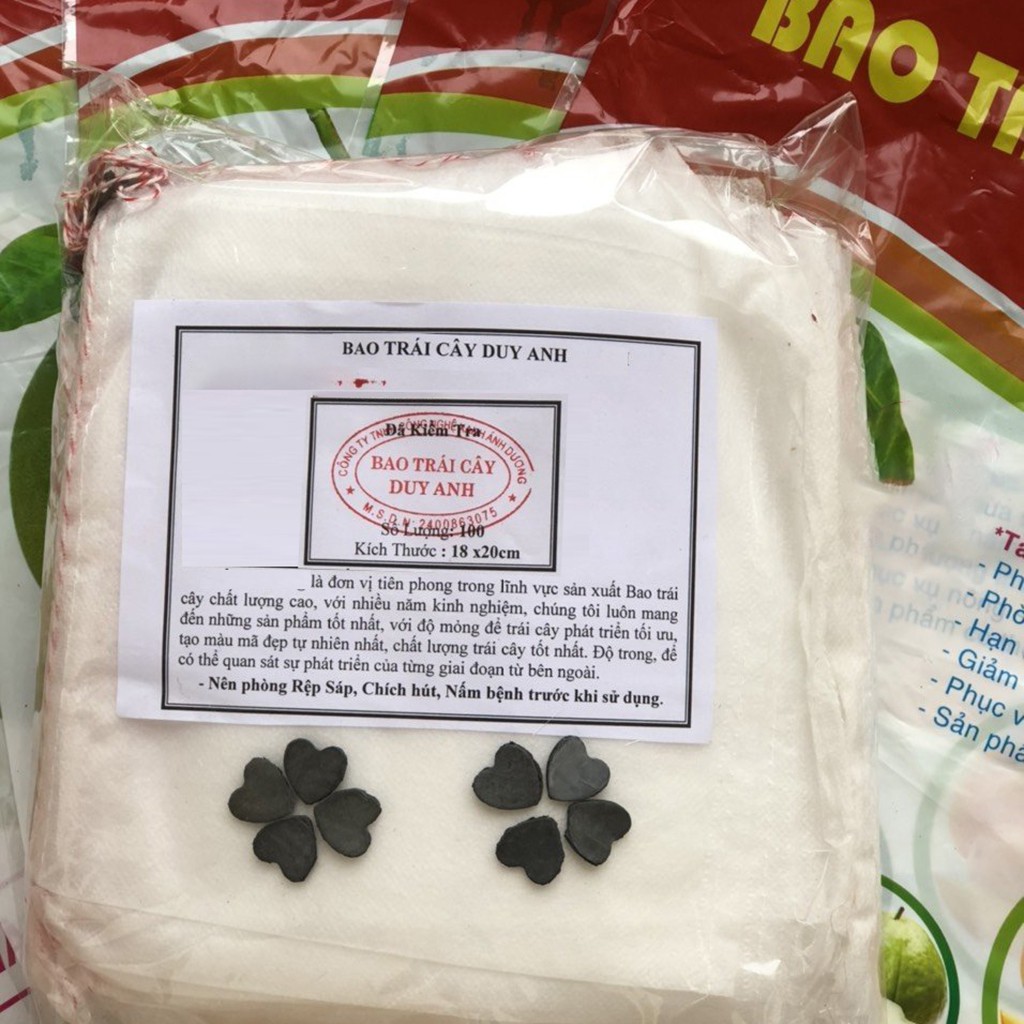 BAO
BAO TRÁI CÂY DUY ANH
Đã Kiểm Tra
BAO TRÁI CÂY
DUY ANH
M.S.D.N: 2400863075
Số Lượng: 100
Kích Thước : 18 x20cm
là đơn vị tiên phong trong lĩnh vực sản xuất Bao trái
cây chất lượng cao, với nhiều năm kinh nghiệm, chúng tôi luôn mang
đến những sản phẩm tốt nhất, với độ mỏng để trái cây phát triển tối ưu,
tạo màu mã đẹp tự nhiên nhất, chất lượng trái cây tốt nhất. Độ trong, để
có thể quan sát sự phát triển của từng giai đoạn từ bên ngoài.
- Nên phòng Rệp Sáp, Chích hút, Nấm bệnh trước khi sử dụng.
- Hạn
- Giảm
- Phục
- Sản